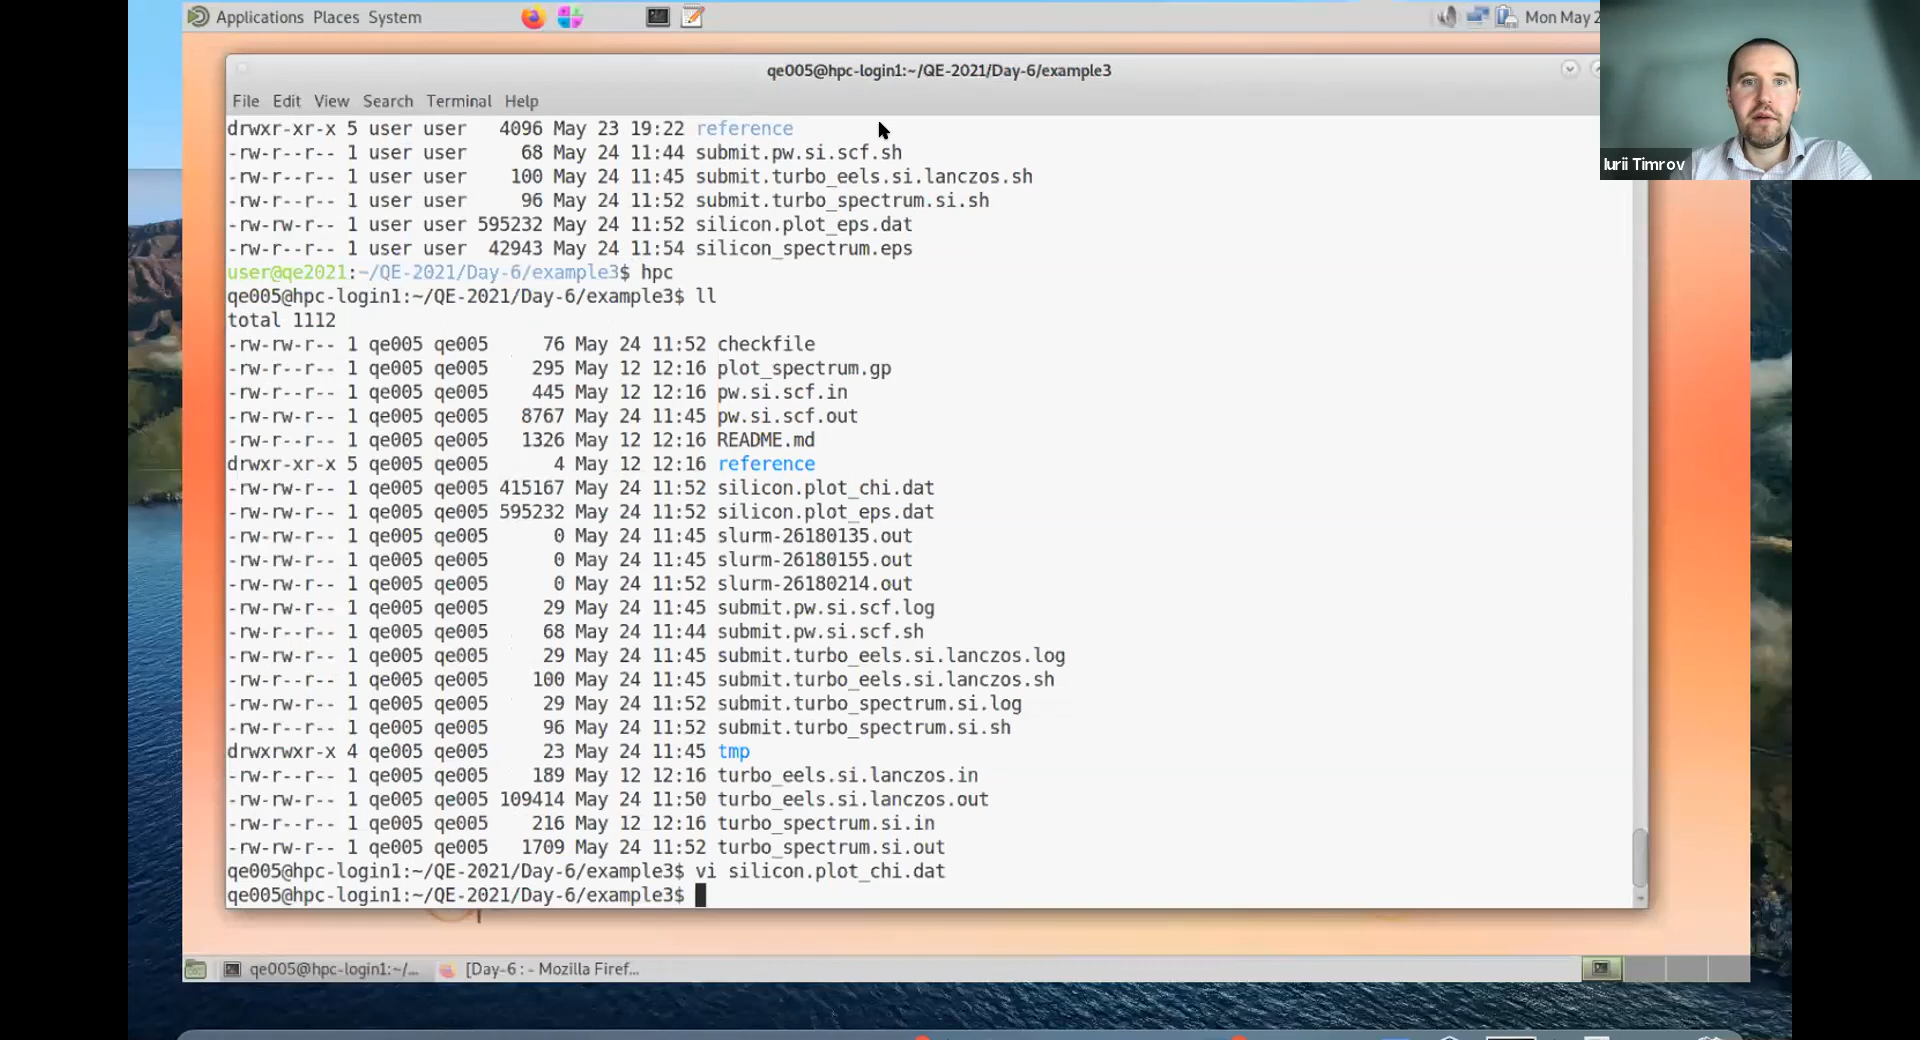 Applications Places System
Mon May 2
qe005@hpc-login1:~/QE-2021/Day-6/example3
File Edit View Search Terminal Help
drwxr-xr-x 5 user user 4096 May 23 19:22 reference
-rw-r--r-- 1 user user 68 May 24 11:44 submit.pw.si.scf.sh
-rw-r--r-- 1 user user 100 May 24 11:45 submit.turbo_eels.si.lanczos.sh
-rw-r--r-- 1 user user 96 May 24 11:52 submit.turbo_spectrum.si.sh
-rw-r--r-- 1 user user 595232 May 24 11:52 silicon.plot_eps.dat
-rw-r--r-- 1 user user 42943 May 24 11:54 silicon_spectrum.eps
user@qe2021:~/QE-2021/Day-6/example3$ hpc
qe005@hpc-login1:~/QE-2021/Day-6/example3$ ll
total 1112
-rw-rw-r-- 1 qe005 qe005 76 May 24 11:52 checkfile
-rw-r--r-- 1 qe005 qe005 295 May 12 12:16 plot_spectrum.gp
-rw-r--r-- 1 qe005 qe005 445 May 12 12:16 pw.si.scf.in
-rw-rw-r-- 1 qe005 qe005 8767 May 24 11:45 pw.si.scf.out
-rw-r--r-- 1 qe005 qe005 1326 May 12 12:16 README.md
drwxr-xr-x 5 qe005 qe005 4 May 12 12:16 reference
-rw-rw-r-- 1 qe005 qe005 415167 May 24 11:52 silicon.plot_chi.dat
-rw-rw-r-- 1 qe005 qe005 595232 May 24 11:52 silicon.plot_eps.dat
-rw-rw-r-- 1 qe005 qe005 0 May 24 11:45 slurm-26180135.out
-rw-rw-r-- 1 qe005 qe005 0 May 24 11:45 slurm-26180155.out
-rw-rw-r-- 1 qe005 qe005 0 May 24 11:52 slurm-26180214.out
-rw-rw-r-- 1 qe005 qe005 29 May 24 11:45 submit.pw.si.scf.log
-rw-r--r-- 1 qe005 qe005 68 May 24 11:44 submit.pw.si.scf.sh
-rw-rw-r-- 1 qe005 qe005 29 May 24 11:45 submit.turbo_eels.si.lanczos.log
-rw-r--r-- 1 qe005 qe005 100 May 24 11:45 submit.turbo_eels.si.lanczos.sh
-rw-rw-r-- 1 qe005 qe005 29 May 24 11:52 submit.turbo_spectrum.si.log
-rw-r--r-- 1 qe005 qe005 96 May 24 11:52 submit.turbo_spectrum.si.sh
drwxrwxr-x 4 qe005 qe005 23 May 24 11:45 tmp
-rw-r--r-- 1 qe005 qe005 189 May 12 12:16 turbo_eels.si.lanczos.in
-rw-rw-r-- 1 qe005 qe005 109414 May 24 11:50 turbo_eels.si.lanczos.out
-rw-r--r-- 1 qe005 qe005 216 May 12 12:16 turbo_spectrum.si.in
-rw-rw-r-- 1 qe005 qe005 1709 May 24 11:52 turbo_spectrum.si.out
qe005@hpc-login1:~/QE-2021/Day-6/example3$ vi silicon.plot_chi.dat
qe005@hpc-login1:~/QE-2021/Day-6/example3$
qe005@hpc-login1:~/...
[Day-6 : - Mozilla Firef...
Iurii Timrov